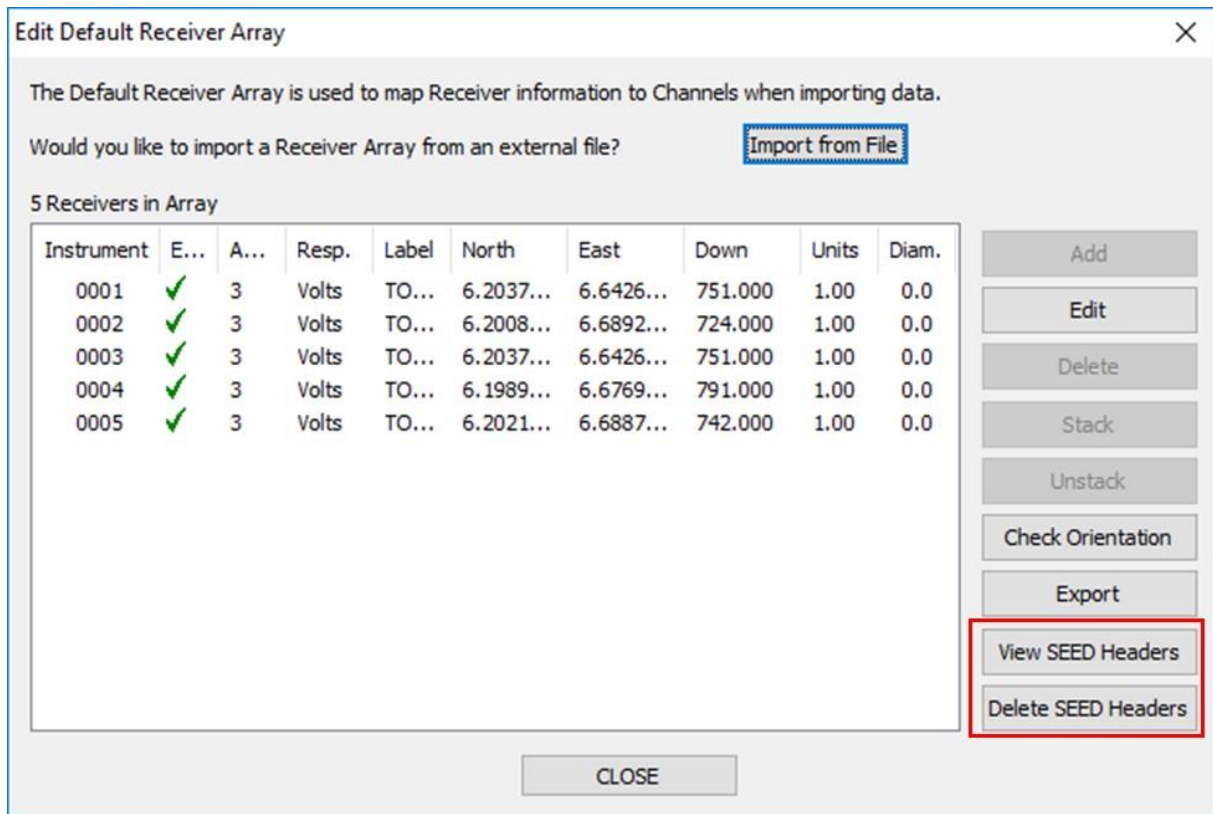 Edit Default Receiver Array
The Default Receiver Array is used to map Receiver information to Channels when importing data.
Would you like to import a Receiver Array from an external file? Import from File
5 Receivers in Array
Instrument E... A... Resp. Label North East Down Units Diam.
0001 ✓ 3 Volts TO... 6.2037... 6.6426... 751.000 1.00 0.0
0002 ✓ 3 Volts TO... 6.2008... 6.6892... 724.000 1.00 0.0
0003 ✓ 3 Volts TO... 6.2037... 6.6426... 751.000 1.00 0.0
0004 ✓ 3 Volts TO... 6.1989... 6.6769... 791.000 1.00 0.0
0005 ✓ 3 Volts TO... 6.2021... 6.6887... 742.000 1.00 0.0
Add
Edit
Delete
Stack
Unstack
Check Orientation
Export
View SEED Headers
Delete SEED Headers
CLOSE